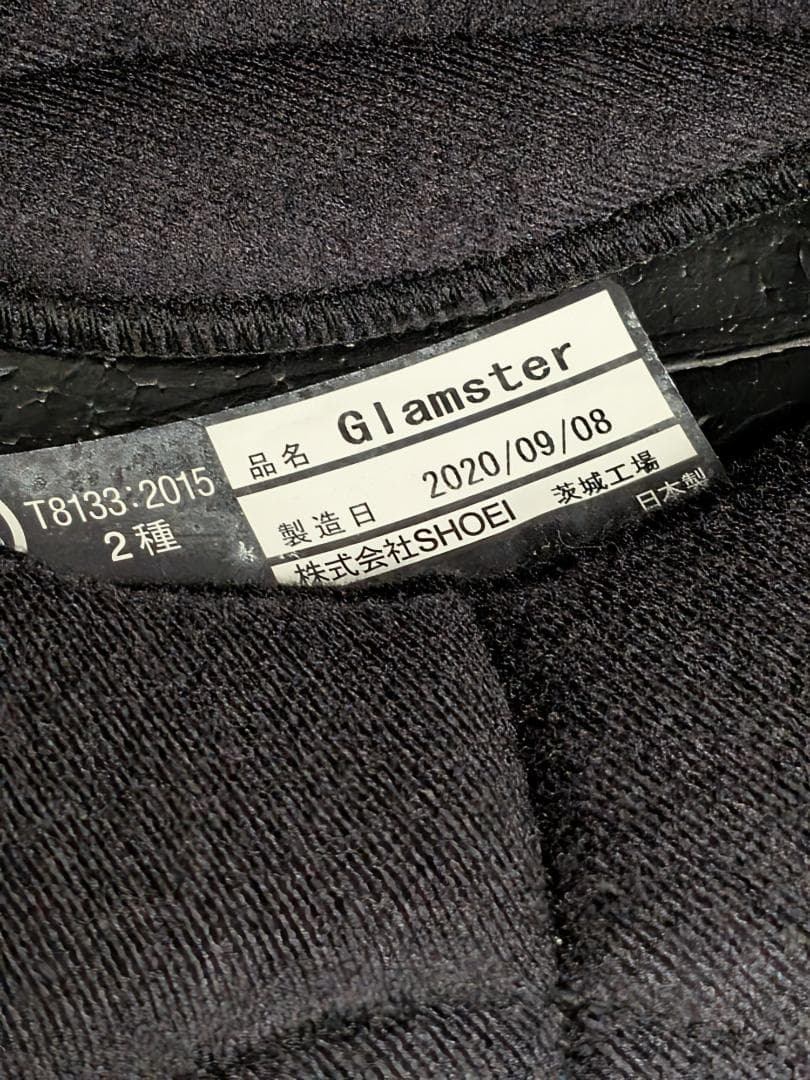 T8133:2015
2種
品名 Glamster
製造日 2020/09/08
株式会社SHOEI 茨城工場
日本製